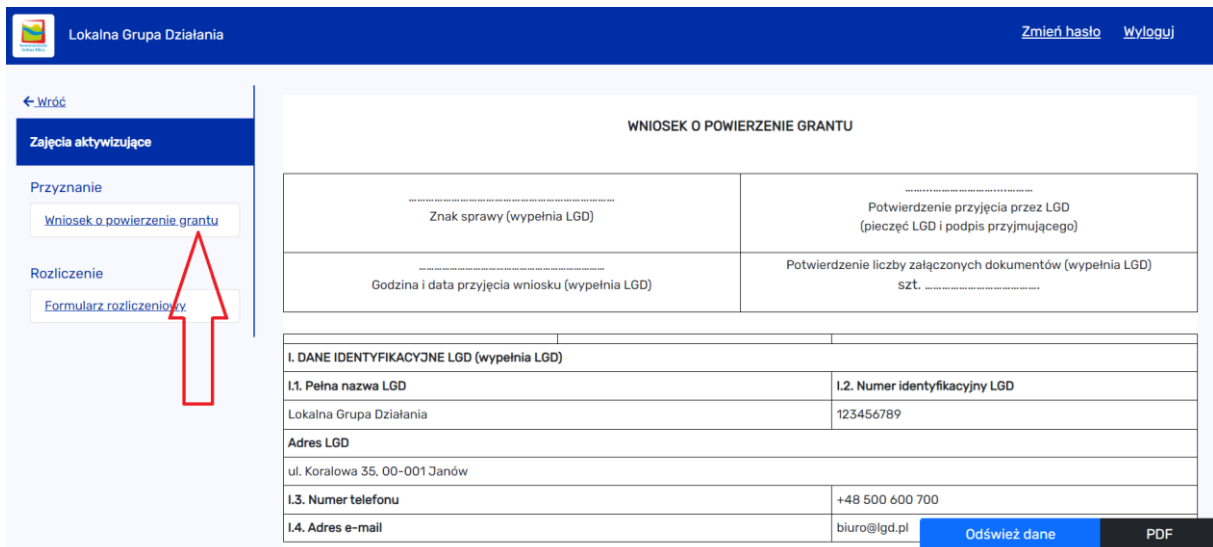 Lokalna Grupa Działania
Zmień hasło Wyloguj
Wróć
Zajęcia aktywizujące
Przyznanie
Wniosek o powierzenie grantu
Rozliczenie
Formularz rozliczeniowy
WNIOSEK O POWIERZENIE GRANTU
Znak sprawy (wypełnia LGD)
Potwierdzenie przyjęcia przez LGD
(pieczęć LGD i podpis przyjmującego)
Godzina i data przyjęcia wniosku (wypełnia LGD)
Potwierdzenie liczby załączonych dokumentów (wypełnia LGD)
szt. ……………………………….
I. DANE IDENTYFIKACYJNE LGD (wypełnia LGD)
I.1. Pełna nazwa LGD I.2. Numer identyfikacyjny LGD
Lokalna Grupa Działania 123456789
Adres LGD
ul. Koralowa 35, 00-001 Janów
I.3. Numer telefonu +48 500 600 700
I.4. Adres e-mail biuro@lgd.pl
Odśwież dane PDF